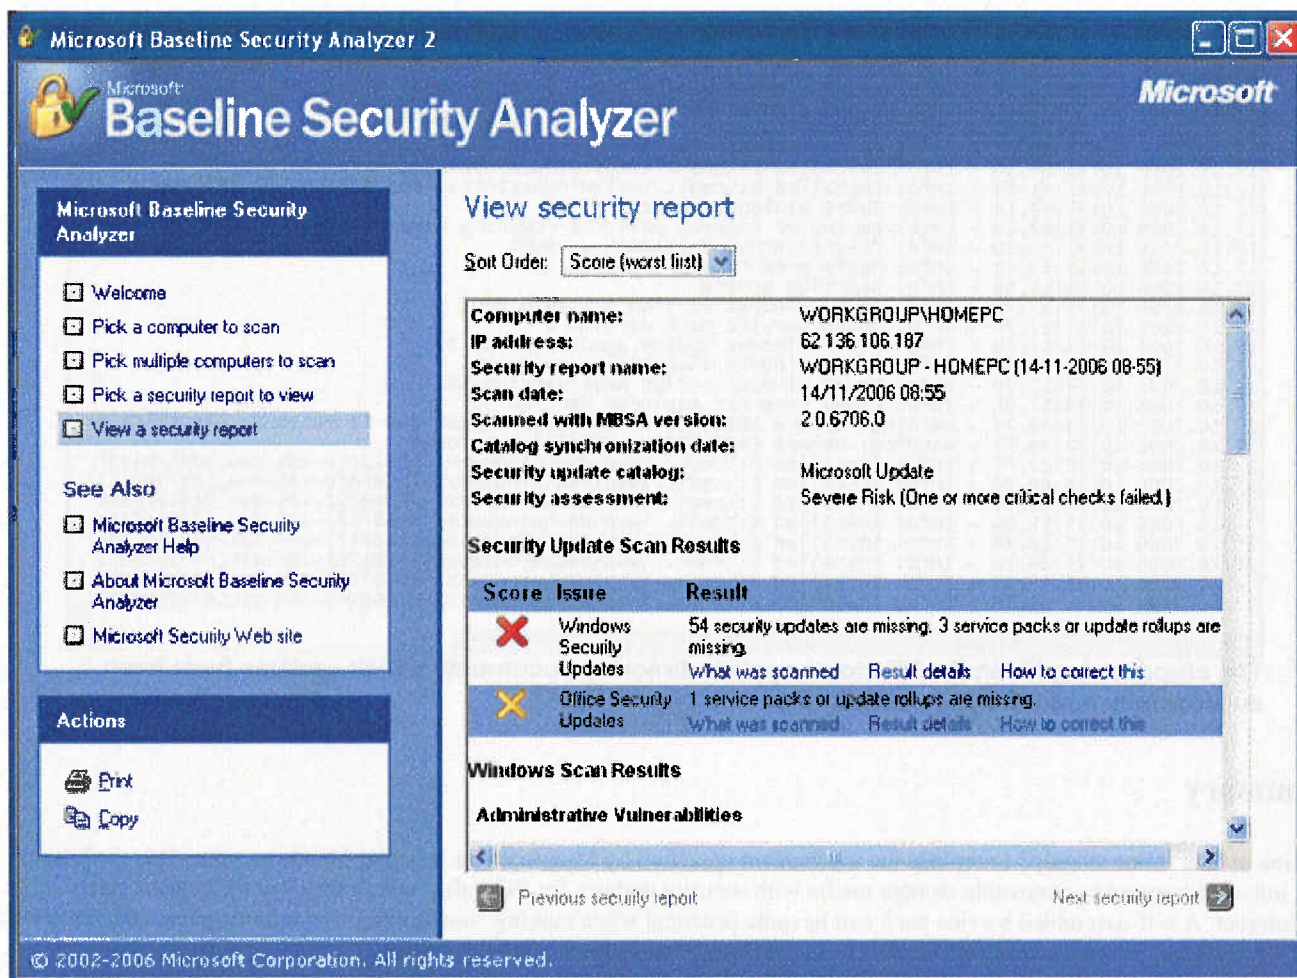 Microsoft Baseline Security Analyzer 2
Microsoft
Baseline Security Analyzer
Microsoft
Microsoft Baseline Security
Analyzer
Welcome
Pick a computer to scan
Pick multiple computers to scan
Pick a security report to view
View a security report
See Also
Microsoft Baseline Security
Analyzer Help
About Microsoft Baseline Security
Analyzer
Microsoft Security Web site
Actions
Print
Copy
View security report
Sort Order: Score (worst first)
Computer name: WORKGROUP\HOMEPC
IP address: 62.136.106.187
Security report name: WORKGROUP - HOMEPC (14-11-2006 08-55)
Scan date: 14/11/2006 08:55
Scanned with MBSA version: 2.0.6706.0
Catalog synchronization date:
Security update catalog: Microsoft Update
Security assessment: Severe Risk (One or more critical checks failed.)
Security Update Scan Results
Score Issue Result
Windows Security Updates
54 security updates are missing. 3 service packs or update rollups are
missing.
What was scanned Result details How to correct this
Office Security Updates
1 service packs or update rollups are missing.
What was scanned Result details How to correct this
Windows Scan Results
Administrative Vulnerabilities
Previous security report
Next security report
© 2002-2006 Microsoft Corporation. All rights reserved.